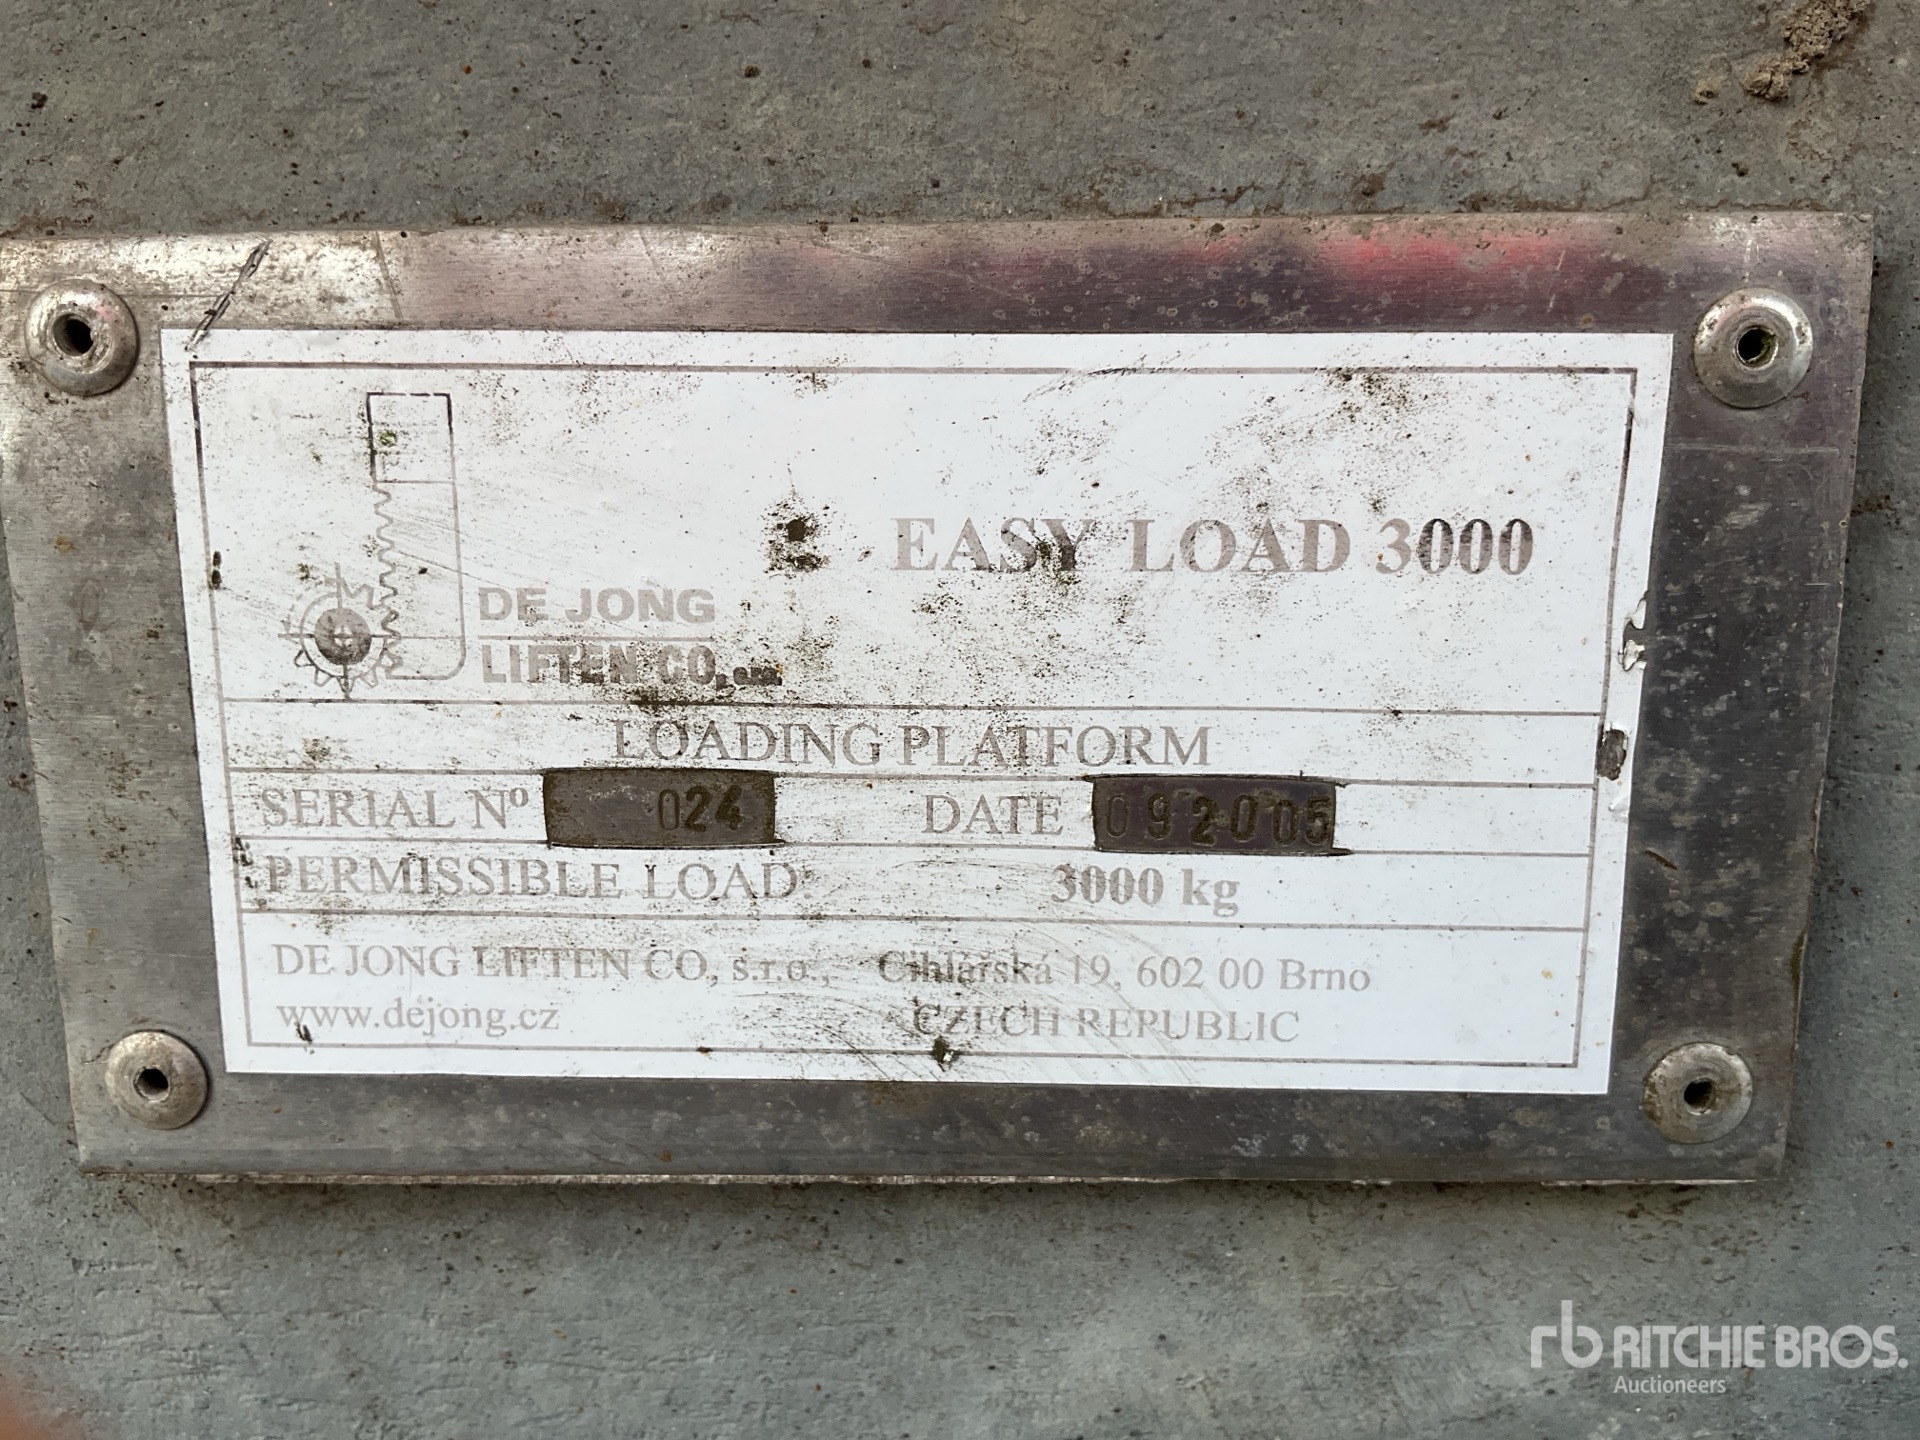 EASY LOAD 3000
DE JONG
LIFTEN CO, s.r.o.
LOADING PLATFORM
SERIAL Nº 024 DATE 092005
PERMISSIBLE LOAD: 3000 kg
DE JONG LIFTEN CO, s.r.o., Cihlářská 19, 602 00 Brno
www.dejong.cz CZECH REPUBLIC
rb RITCHIE BROS.
Auctioneers